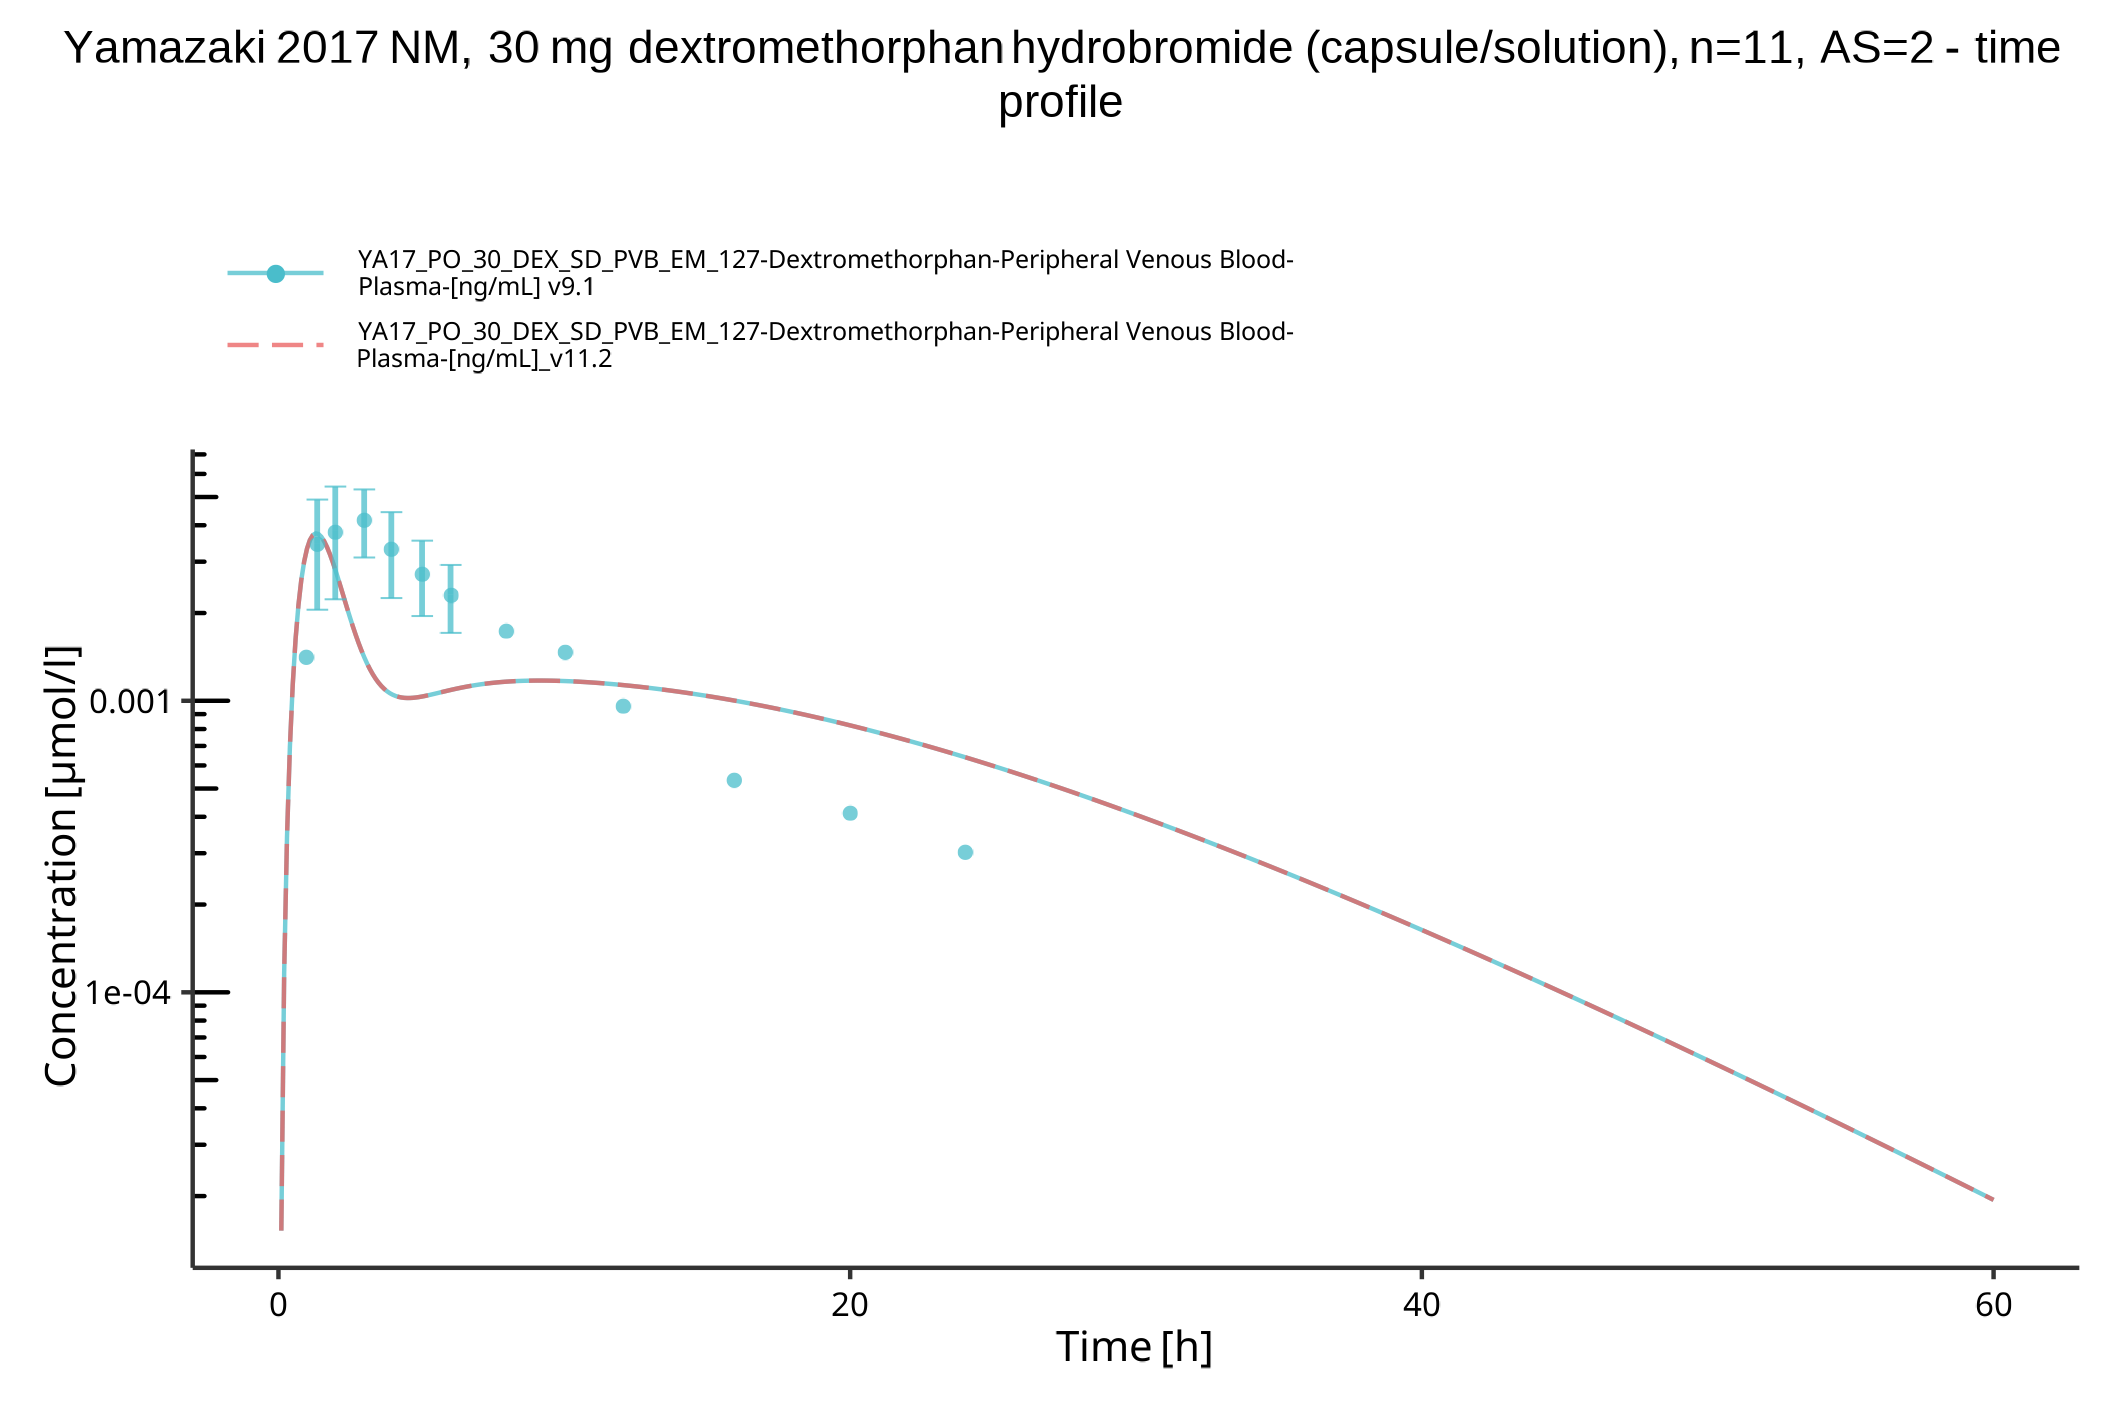 Yamazaki 2017 NM, 30 mg dextromethorphan hydrobromide (capsule/solution), n=11, AS=2 - time
profile
YA17_PO_30_DEX_SD_PVB_EM_127-Dextromethorphan-Peripheral Venous Blood-
Plasma-[ng/mL] v9.1
YA17_PO_30_DEX_SD_PVB_EM_127-Dextromethorphan-Peripheral Venous Blood-
Plasma-[ng/mL]_v11.2
Concentration [µmol/l]
0.001
1e-04
0
20
40
60
Time [h]